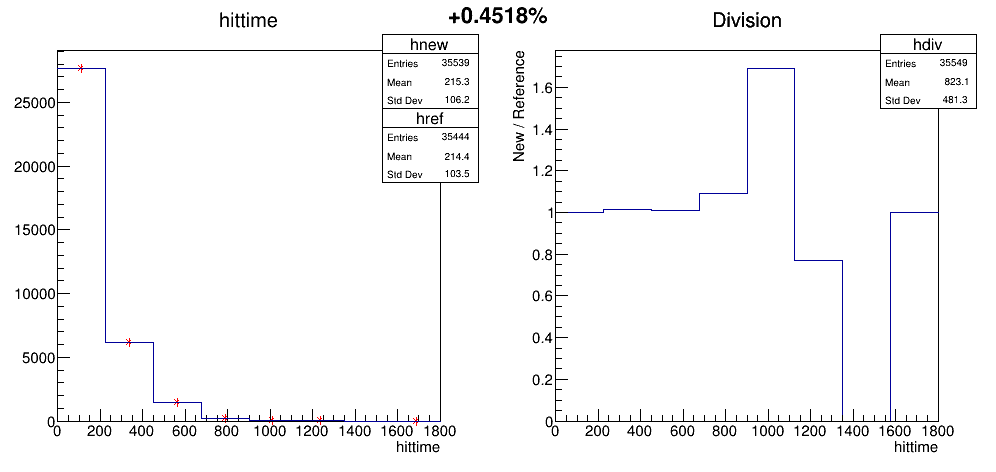 +0.4518%
hittime
hnew
Entries 35539
Mean 215.3
Std Dev 106.2
href
Entries 35444
Mean 214.4
Std Dev 103.5
25000
20000
15000
10000
5000
0
0 200 400 600 800 1000 1200 1400 1600 1800
hittime
Division
hdiv
Entries 35549
Mean 823.1
Std Dev 481.3
New / Reference
1.6
1.4
1.2
1
0.8
0.6
0.4
0.2
0
0 200 400 600 800 1000 1200 1400 1600 1800
hittime